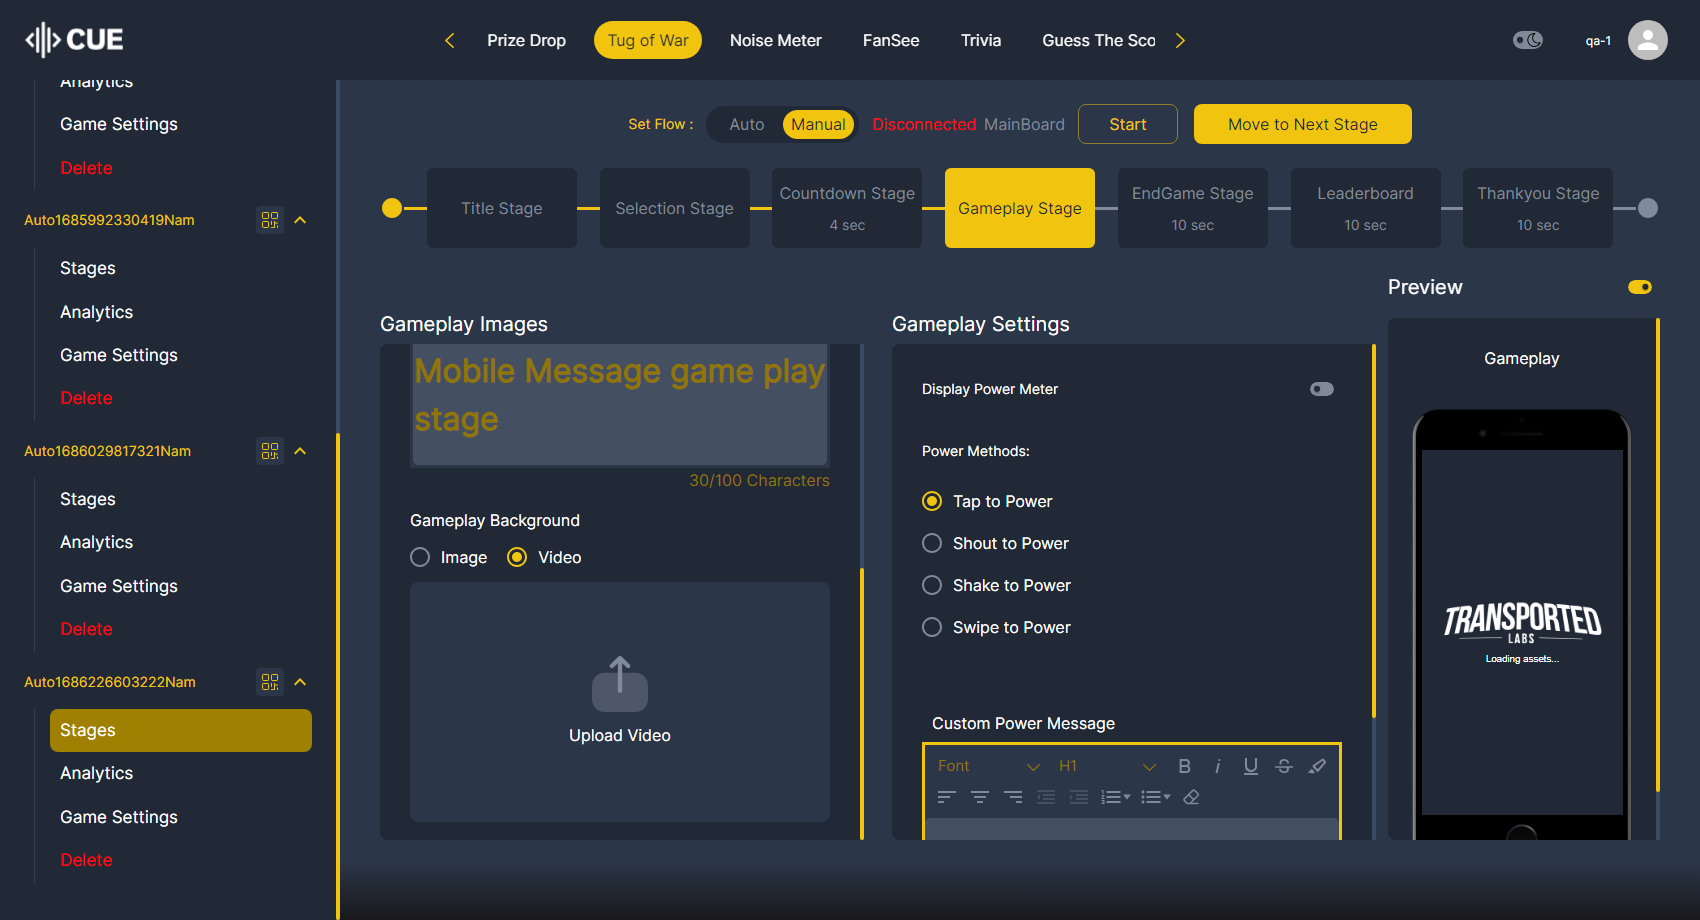 CUE
Prize Drop
Tug of War
Noise Meter
FanSee
Trivia
Guess The Sco
qa-1
Analytics
Game Settings
Delete
Auto1685992330419Nam
Stages
Analytics
Game Settings
Delete
Auto1686029817321Nam
Stages
Analytics
Game Settings
Delete
Auto1686226603222Nam
Stages
Analytics
Game Settings
Delete
Set Flow :
Auto
Manual
Disconnected MainBoard
Start
Move to Next Stage
Title Stage
Selection Stage
Countdown Stage
4 sec
Gameplay Stage
EndGame Stage
10 sec
Leaderboard
10 sec
Thankyou Stage
10 sec
Gameplay Images
Mobile Message game play
stage
30/100 Characters
Gameplay Background
Image
Video
Upload Video
Gameplay Settings
Display Power Meter
Power Methods:
Tap to Power
Shout to Power
Shake to Power
Swipe to Power
Custom Power Message
Font
H1
B
i
U
S
Preview
Gameplay
TRANSPORTED
LABS
Loading assets...